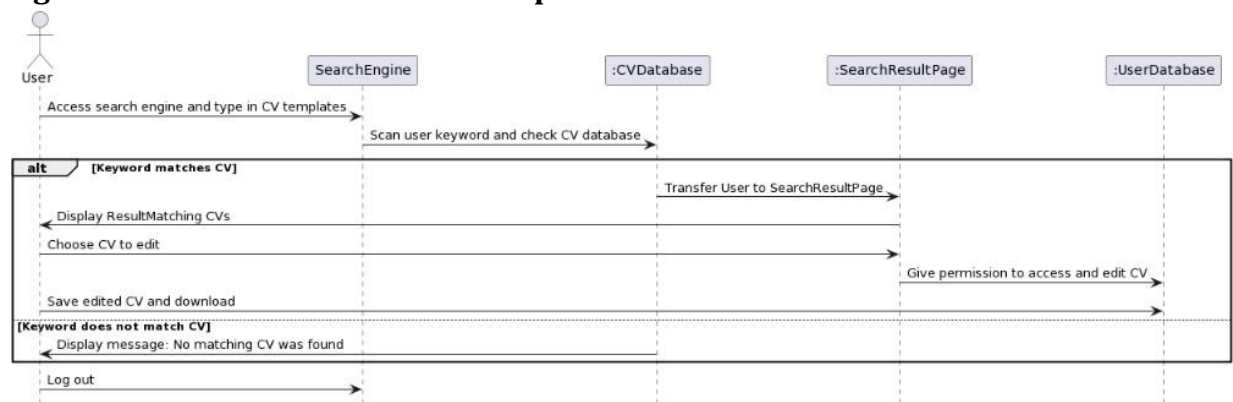 User
SearchEngine
:CVDatabase
:SearchResultPage
:UserDatabase
Access search engine and type in CV templates
Scan user keyword and check CV database
alt [Keyword matches CV]
Transfer User to SearchResultPage
Display ResultMatching CVs
Choose CV to edit
Give permission to access and edit CV
Save edited CV and download
[Keyword does not match CV]
Display message: No matching CV was found
Log out